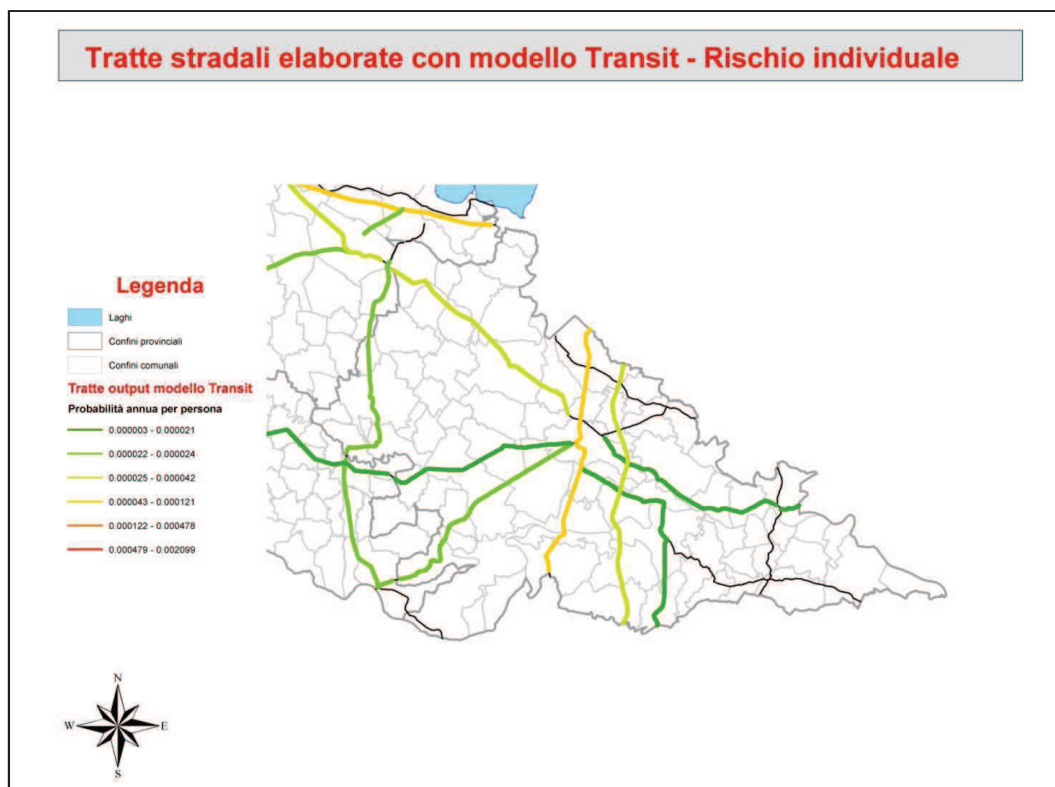 Tratte stradali elaborate con modello Transit - Rischio individuale
Legenda
Laghi
Confini provinciali
Confini comunali
Tratte output modello Transit
Probabilità annua per persona
0.000003 - 0.000021
0.000022 - 0.000024
0.000025 - 0.000042
0.000043 - 0.000121
0.000122 - 0.000478
0.000479 - 0.002099
N
W E
S